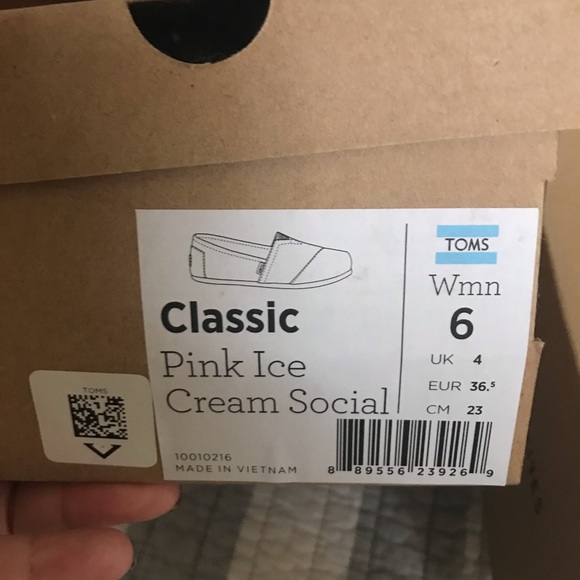 TOMS
Classic
Pink Ice
Cream Social
10010216
MADE IN VIETNAM
TOMS
Wmn
6
UK 4
EUR 36.5
CM 23
8 89556 23926 9